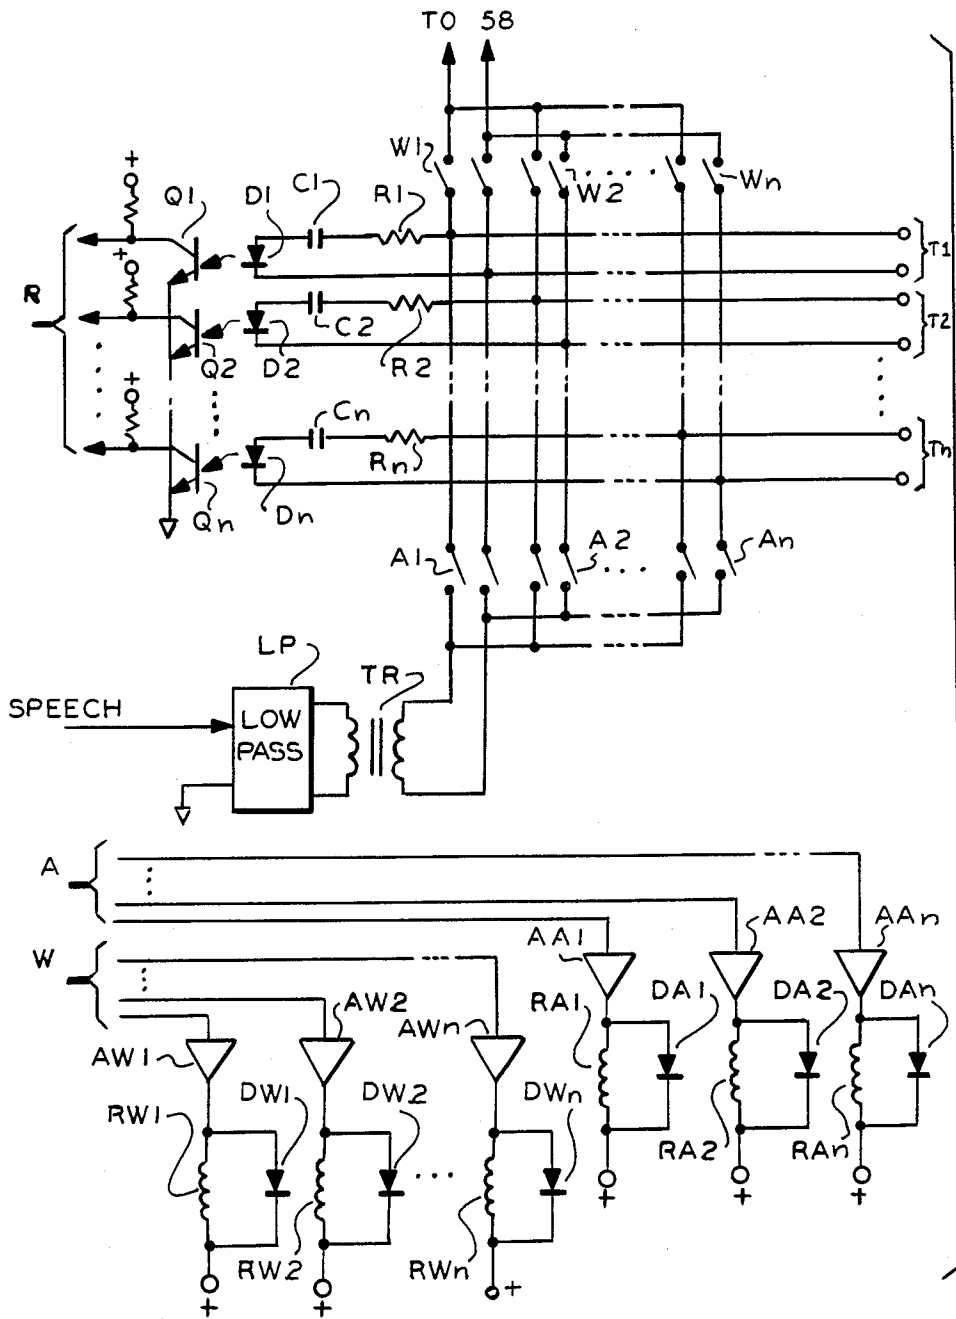 TO 58
W1
W2
Wn
+
Q1
D1
C1
R1
T1
R
+
Q2
D2
C2
R2
T2
+
Cn
Rn
Tn
Qn
Dn
A1
A2
An
LP
TR
SPEECH
LOW
PASS
A
AA1
AA2
AAn
W
RA1
DA1
DA2
DAn
AW1
AW2
AWn
RW1
DW1
DW2
DWn
RA2
RAn
+
+
+
RW2
RWn
+
+
+